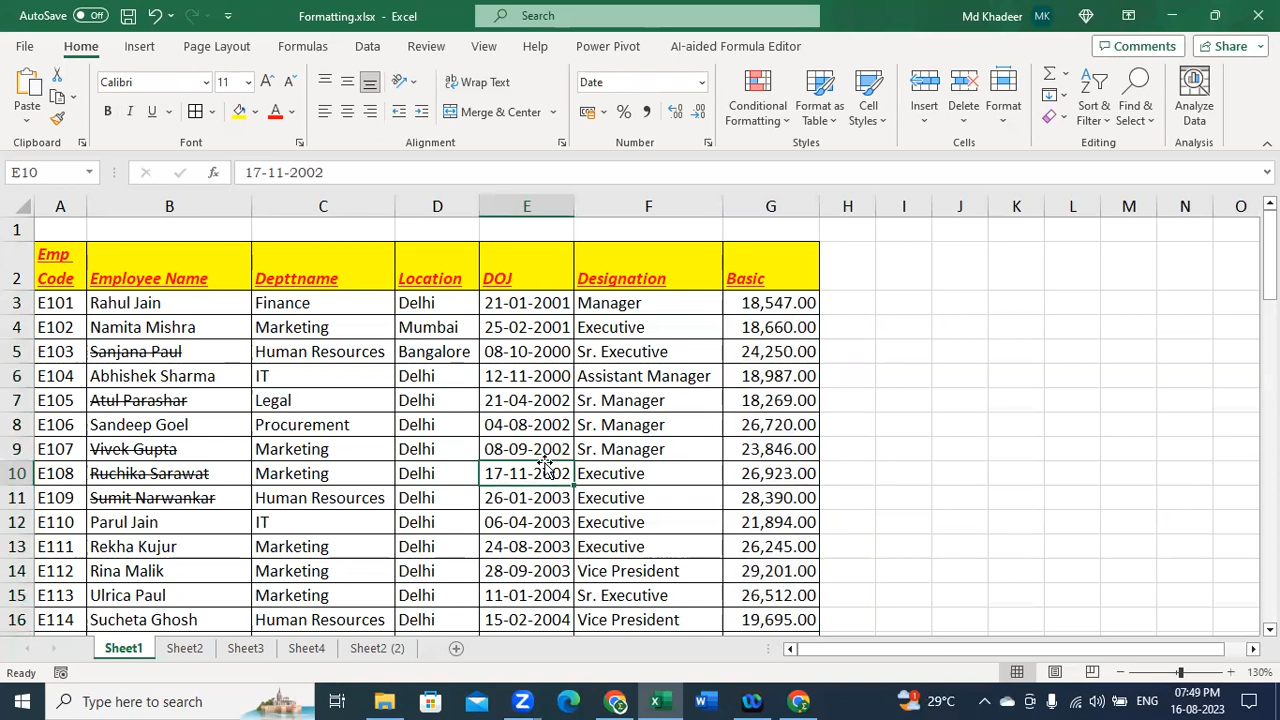 AutoSave Off Formatting.xlsx - Excel Search Md Khadeer MK
File Home Insert Page Layout Formulas Data Review View Help Power Pivot AI-aided Formula Editor Comments Share
Paste Calibri 11 Wrap Text Date Conditional Formatting Format as Table Cell Styles Insert Delete Format Sort & Filter Find & Select Analyze Data
B I U Merge & Center
Clipboard Font Alignment Number Styles Cells Editing Analysis
E10 fx 17-11-2002
A B C D E F G H I J K L M N O
1
2 Emp Code Employee Name Depttname Location DOJ Designation Basic
3 E101 Rahul Jain Finance Delhi 21-01-2001 Manager 18,547.00
4 E102 Namita Mishra Marketing Mumbai 25-02-2001 Executive 18,660.00
5 E103 Sanjana Paul Human Resources Bangalore 08-10-2000 Sr. Executive 24,250.00
6 E104 Abhishek Sharma IT Delhi 12-11-2000 Assistant Manager 18,987.00
7 E105 Atul Parashar Legal Delhi 21-04-2002 Sr. Manager 18,269.00
8 E106 Sandeep Goel Procurement Delhi 04-08-2002 Sr. Manager 26,720.00
9 E107 Vivek Gupta Marketing Delhi 08-09-2002 Sr. Manager 23,846.00
10 E108 Ruchika Sarawat Marketing Delhi 17-11-2002 Executive 26,923.00
11 E109 Sumit Narwankar Human Resources Delhi 26-01-2003 Executive 28,390.00
12 E110 Parul Jain IT Delhi 06-04-2003 Executive 21,894.00
13 E111 Rekha Kujur Marketing Delhi 24-08-2003 Executive 26,245.00
14 E112 Rina Malik Marketing Delhi 28-09-2003 Vice President 29,201.00
15 E113 Ulrica Paul Marketing Delhi 11-01-2004 Sr. Executive 26,512.00
16 E114 Sucheta Ghosh Human Resources Delhi 15-02-2004 Vice President 19,695.00
Sheet1 Sheet2 Sheet3 Sheet4 Sheet2 (2)
Ready 130%
Type here to search 29°C ENG 07:49 PM
16-08-2023